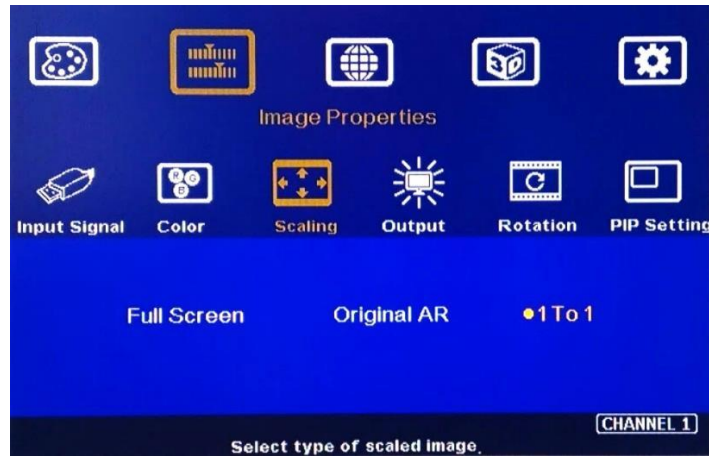 3D
Image Properties
R G
B
Input Signal Color Scaling Output Rotation PIP Setting
Full Screen Original AR 1 To 1
CHANNEL 1
Select type of scaled image.